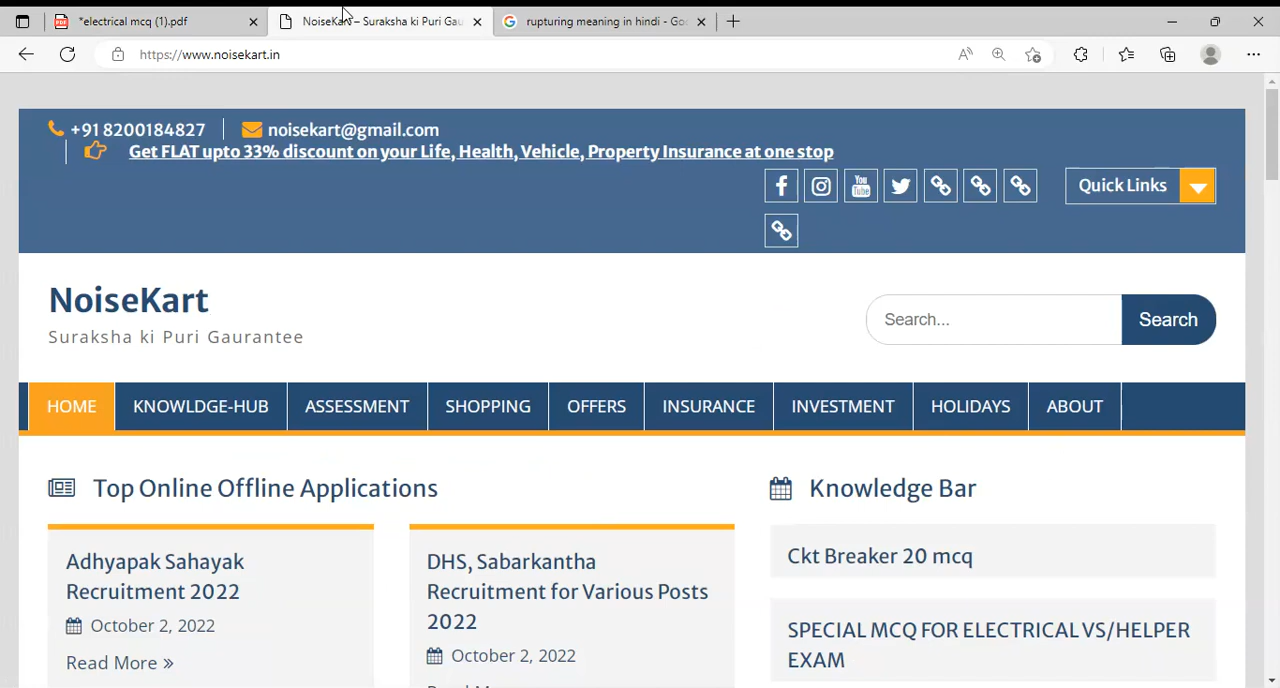 *electrical mcq (1).pdf
NoiseKart – Suraksha ki Puri Gau
rupturing meaning in hindi - Goo
https://www.noisekart.in
+91 8200184827
noisekart@gmail.com
Get FLAT upto 33% discount on your Life, Health, Vehicle, Property Insurance at one stop
You Tube
Quick Links
NoiseKart
Suraksha ki Puri Gaurantee
Search...
Search
HOME
KNOWLDGE-HUB
ASSESSMENT
SHOPPING
OFFERS
INSURANCE
INVESTMENT
HOLIDAYS
ABOUT
Top Online Offline Applications
Adhyapak Sahayak
Recruitment 2022
October 2, 2022
Read More »
DHS, Sabarkantha
Recruitment for Various Posts
2022
October 2, 2022
Knowledge Bar
Ckt Breaker 20 mcq
SPECIAL MCQ FOR ELECTRICAL VS/HELPER
EXAM